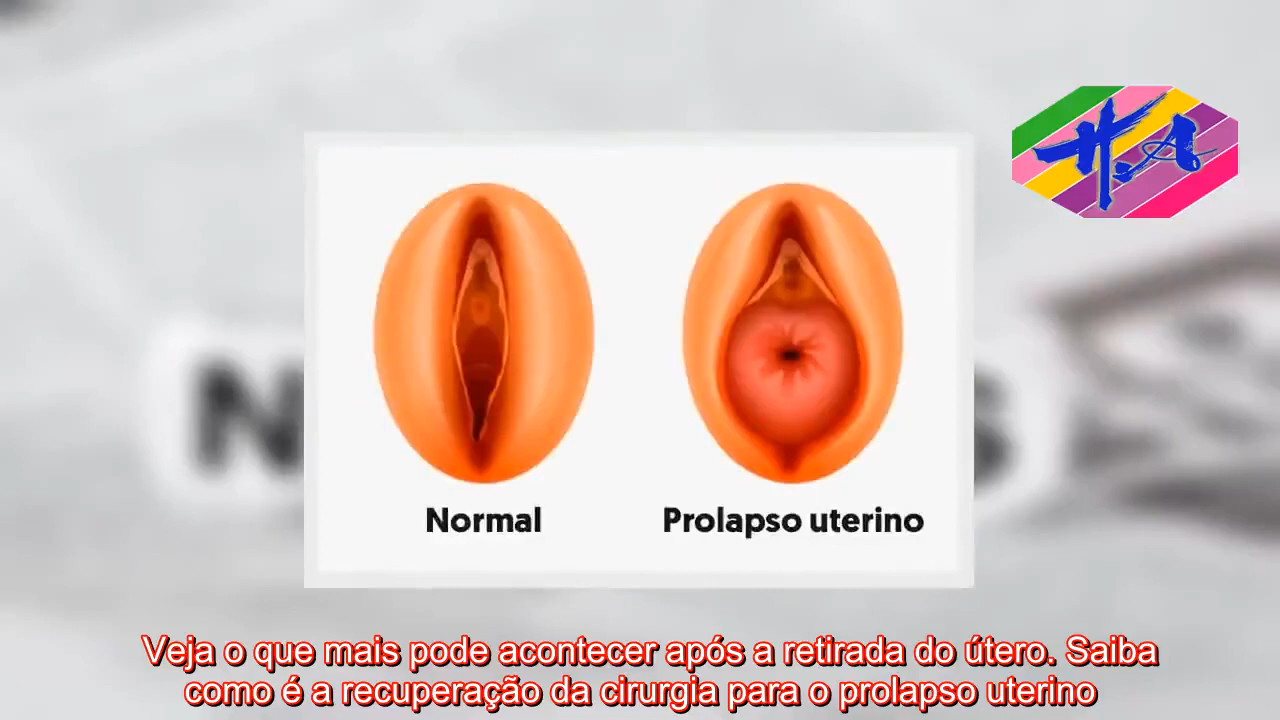 H.A
Normal
Prolapso uterino
Veja o que mais pode acontecer após a retirada do útero. Saiba
como é a recuperação da cirurgia para o prolapso uterino